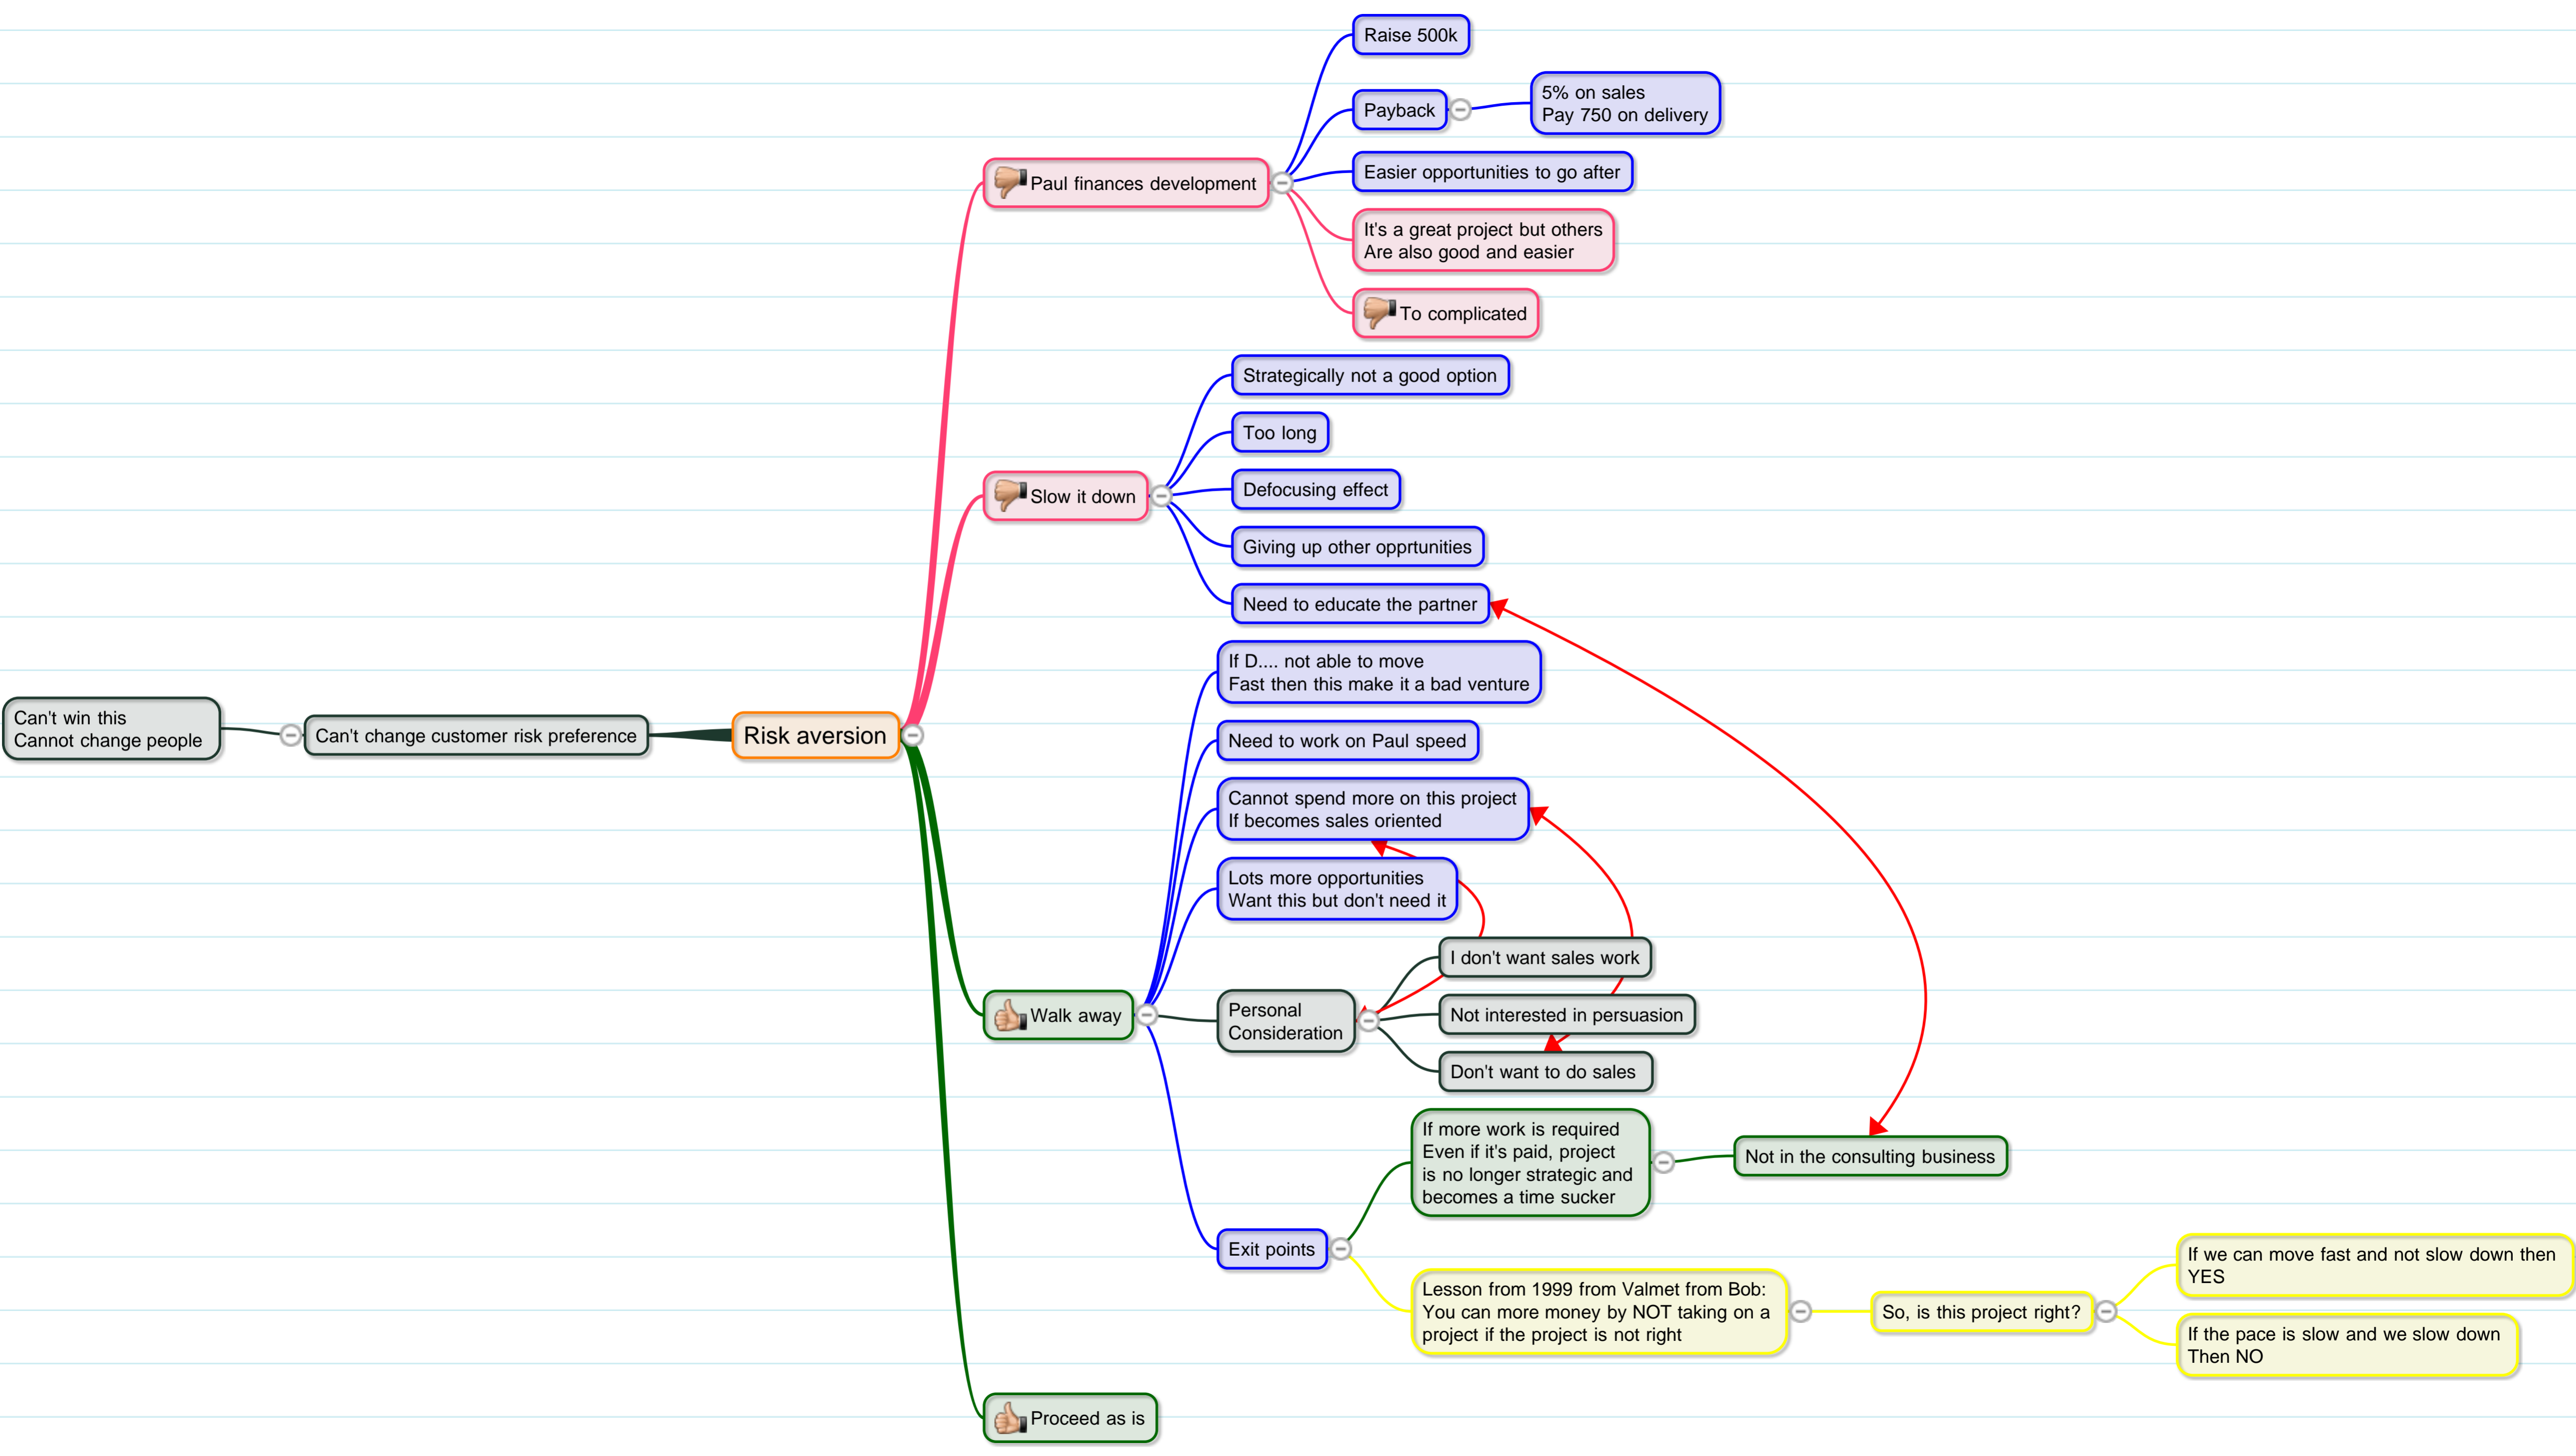 Raise 500k
Payback
5% on sales
Pay 750 on delivery
Easier opportunities to go after
Paul finances development
It's a great project but others
Are also good and easier
To complicated
Strategically not a good option
Too long
Defocusing effect
Slow it down
Giving up other opprtunities
Need to educate the partner
If D.... not able to move
Fast then this make it a bad venture
Can't win this
Cannot change people
Can't change customer risk preference
Risk aversion
Need to work on Paul speed
Cannot spend more on this project
If becomes sales oriented
Lots more opportunities
Want this but don't need it
Walk away
Personal
Consideration
I don't want sales work
Not interested in persuasion
Don't want to do sales
Exit points
If more work is required
Even if it's paid, project
is no longer strategic and
becomes a time sucker
Not in the consulting business
Lesson from 1999 from Valmet from Bob:
You can more money by NOT taking on a
project if the project is not right
So, is this project right?
If we can move fast and not slow down then
YES
If the pace is slow and we slow down
Then NO
Proceed as is